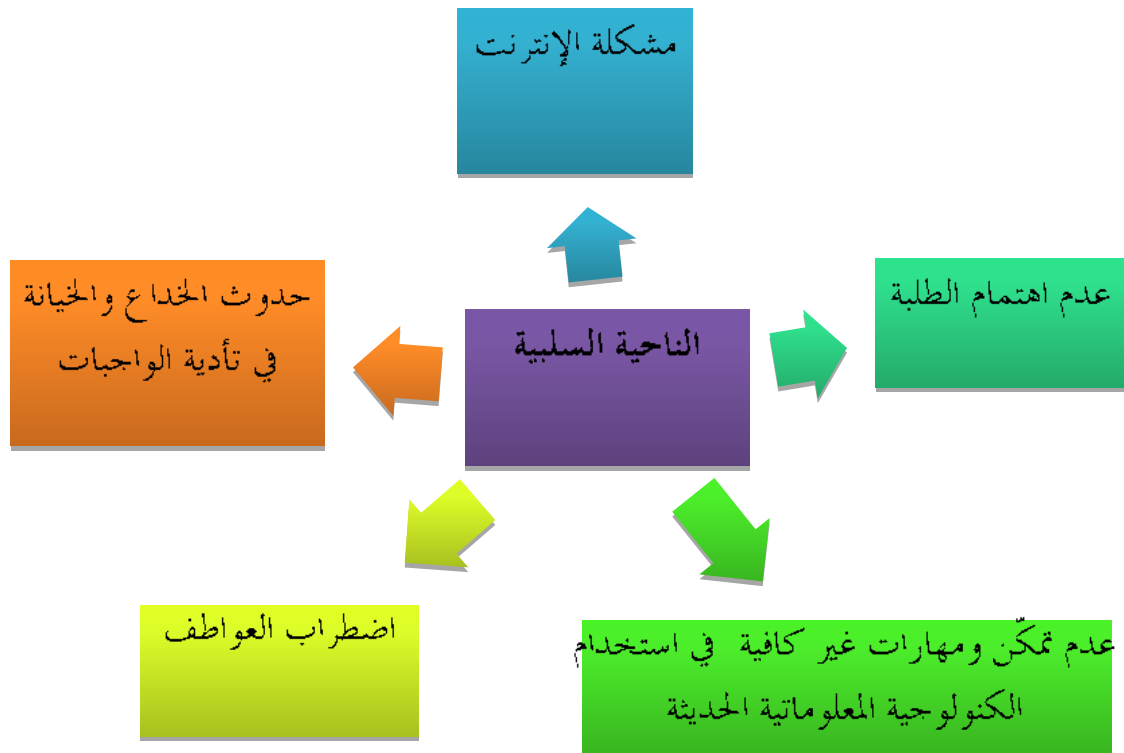 مشكلة الإنترنت
عدم اهتمام الطلبة
حدوث الخداع والخيانة
في تأدية الواجبات
الناحية السلبية
اضطراب العواطف
عدم تمكّن ومهارات غير كافية في استخدام
الكنولوجية المعلوماتية الحديثة